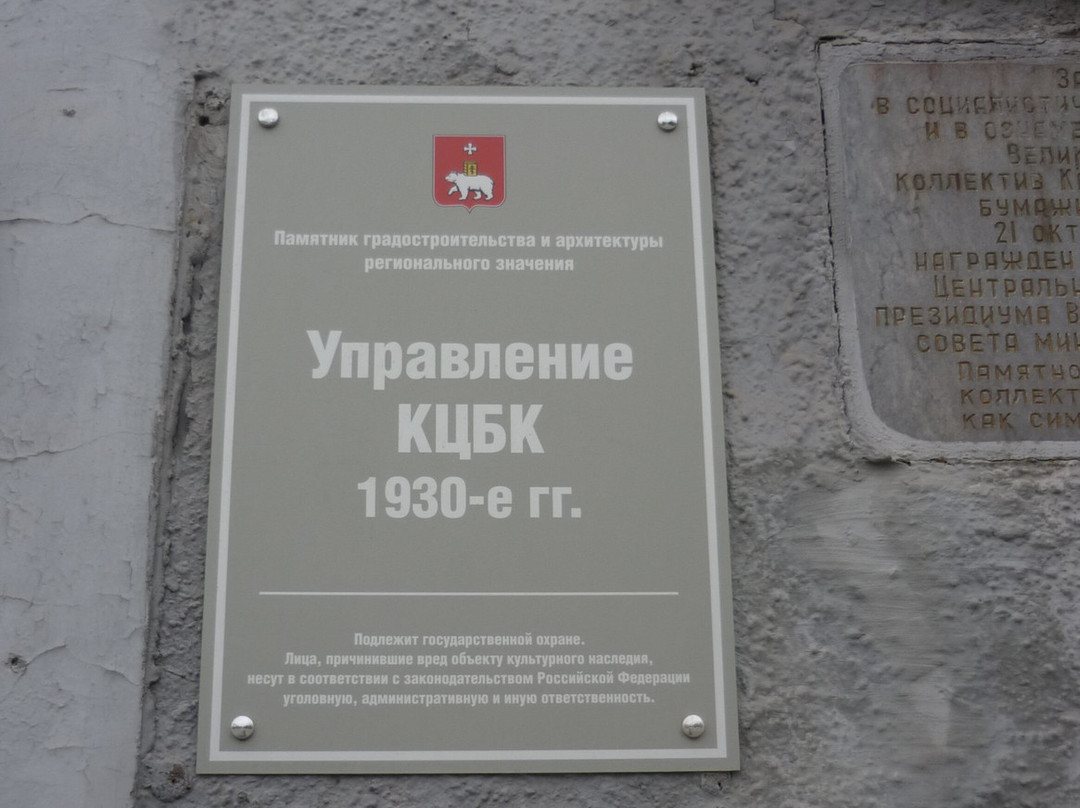 Памятник градостроительства и архитектуры
регионального значения
Управление
КЦБК
1930-е гг.
Подлежит государственной охране.
Лица, причинившие вред объекту культурного наследия,
несут в соответствии с законодательством Российской Федерации
уголовную, административную и иную ответственность.
ЗА
В СОЦИАЛИСТИЧ
И В
ВЕЛИ
КОЛЛЕКТИВ К
БУМАЖ
21 ОКТ
НАГРАЖДЕН
ЦЕНТРАЛЬ
ПРЕЗИДИУМА В
СОВЕТА МИ
ПАМЯТНО
КОЛЛЕКТ
КАК СИМ